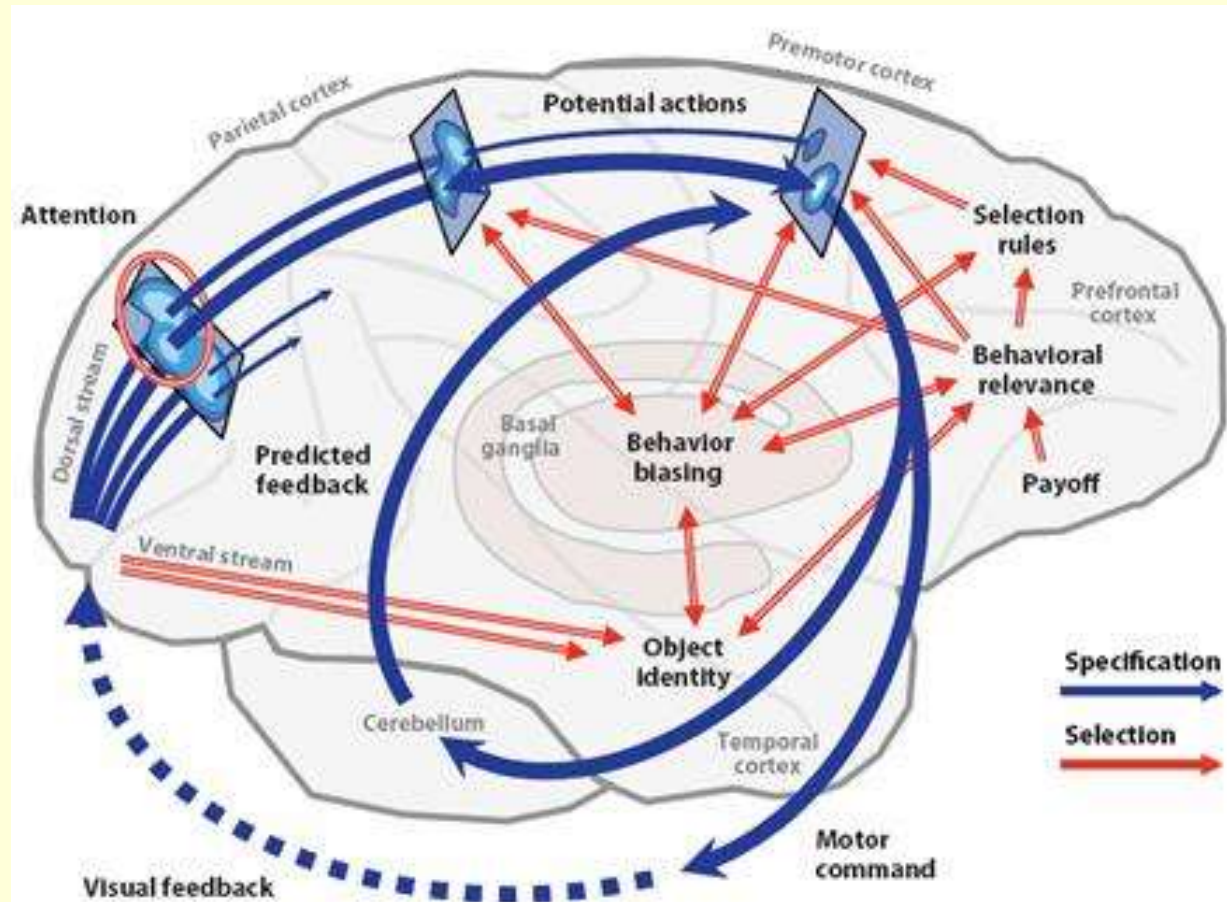 Premotor cortex
Parietal cortex
Potential actions
Attention
Selection
rules
Prefrontal
cortex
Behavioral
relevance
Dorsal stream
Basal
ganglia
Behavior
biasing
Predicted
feedback
Payoff
Ventral stream
Object
identity
Specification
Cerebellum
Temporal
cortex
Selection
Motor
command
Visual feedback